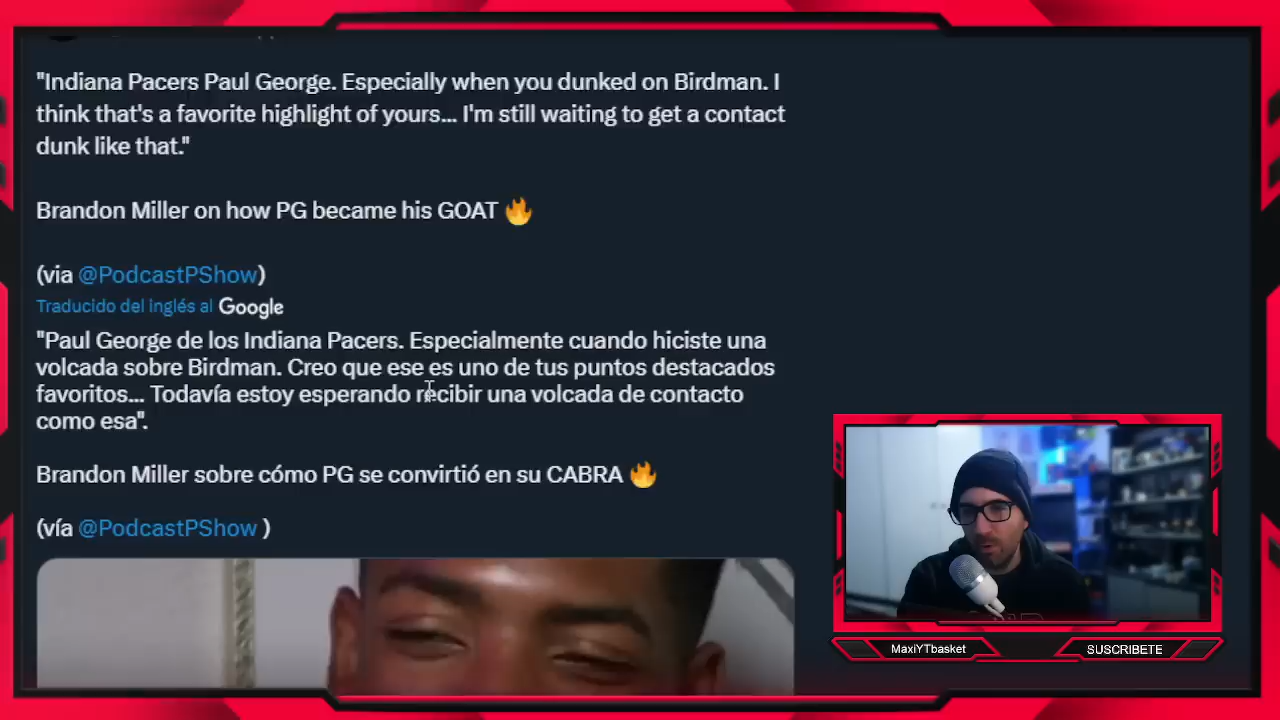 "Indiana Pacers Paul George. Especially when you dunked on Birdman. I
think that's a favorite highlight of yours... I'm still waiting to get a contact
dunk like that."
Brandon Miller on how PG became his GOAT 🔥
(via @PodcastPShow)
Traducido del inglés al Google
"Paul George de los Indiana Pacers. Especialmente cuando hiciste una
volcada sobre Birdman. Creo que ese es uno de tus puntos destacados
favoritos... Todavía estoy esperando recibir una volcada de contacto
como esa".
Brandon Miller sobre cómo PG se convirtió en su CABRA 🔥
(vía @PodcastPShow )
MaxiYTbasket
SUSCRIBETE